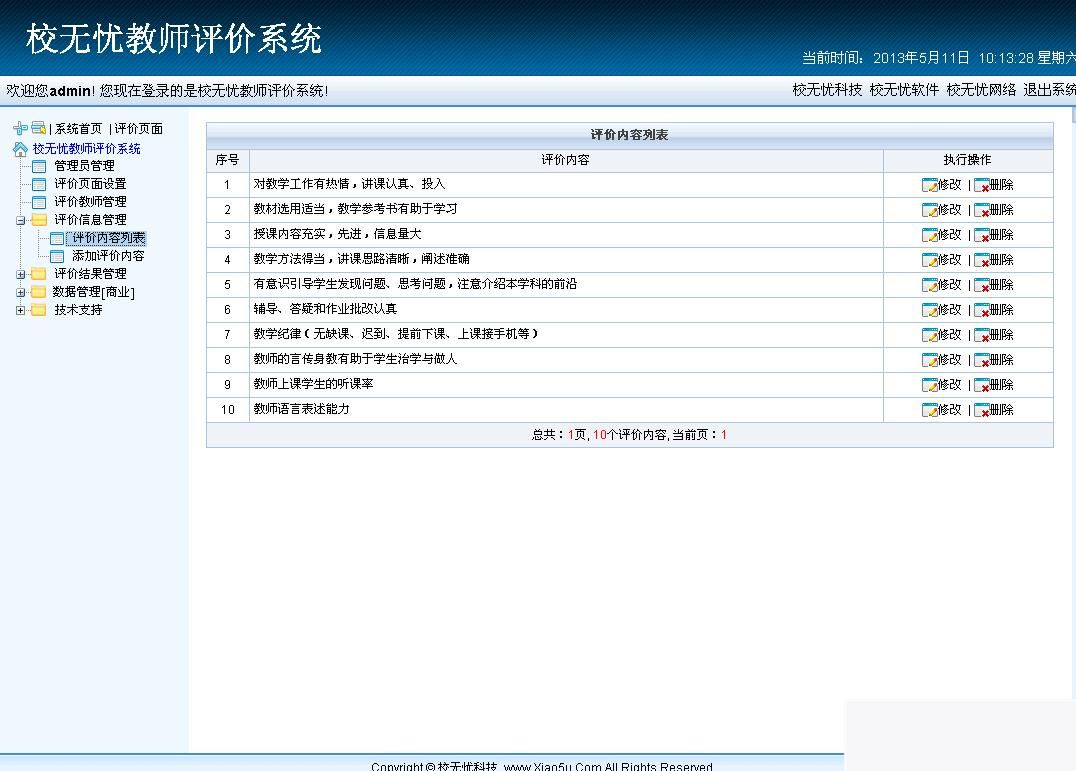 校无忧教师评价系统
当前时间：2013年5月11日 10:13:28 星期六
欢迎您admin! 您现在登录的是校无忧教师评价系统!
校无忧科技 校无忧软件 校无忧网络 退出系统
| 系统首页 | 评价页面
校无忧教师评价系统
管理员管理
评价页面设置
评价教师管理
评价信息管理
评价内容列表
添加评价内容
评价结果管理
数据管理[商业]
技术支持
评价内容列表
序号 评价内容 执行操作
1 对教学工作有热情，讲课认真、投入 修改 | 删除
2 教材选用适当，教学参考书有助于学习 修改 | 删除
3 授课内容充实，先进，信息量大 修改 | 删除
4 教学方法得当，讲课思路清晰，阐述准确 修改 | 删除
5 有意识引导学生发现问题、思考问题，注意介绍本学科的前沿 修改 | 删除
6 辅导、答疑和作业批改认真 修改 | 删除
7 教学纪律（无缺课、迟到、提前下课、上课接手机等） 修改 | 删除
8 教师的言传身教有助于学生治学与做人 修改 | 删除
9 教师上课学生的听课率 修改 | 删除
10 教师语言表述能力 修改 | 删除
总共：1页, 10个评价内容, 当前页：1
Copyright © 校无忧科技 www.Xiao5u.Com All Rights Reserved